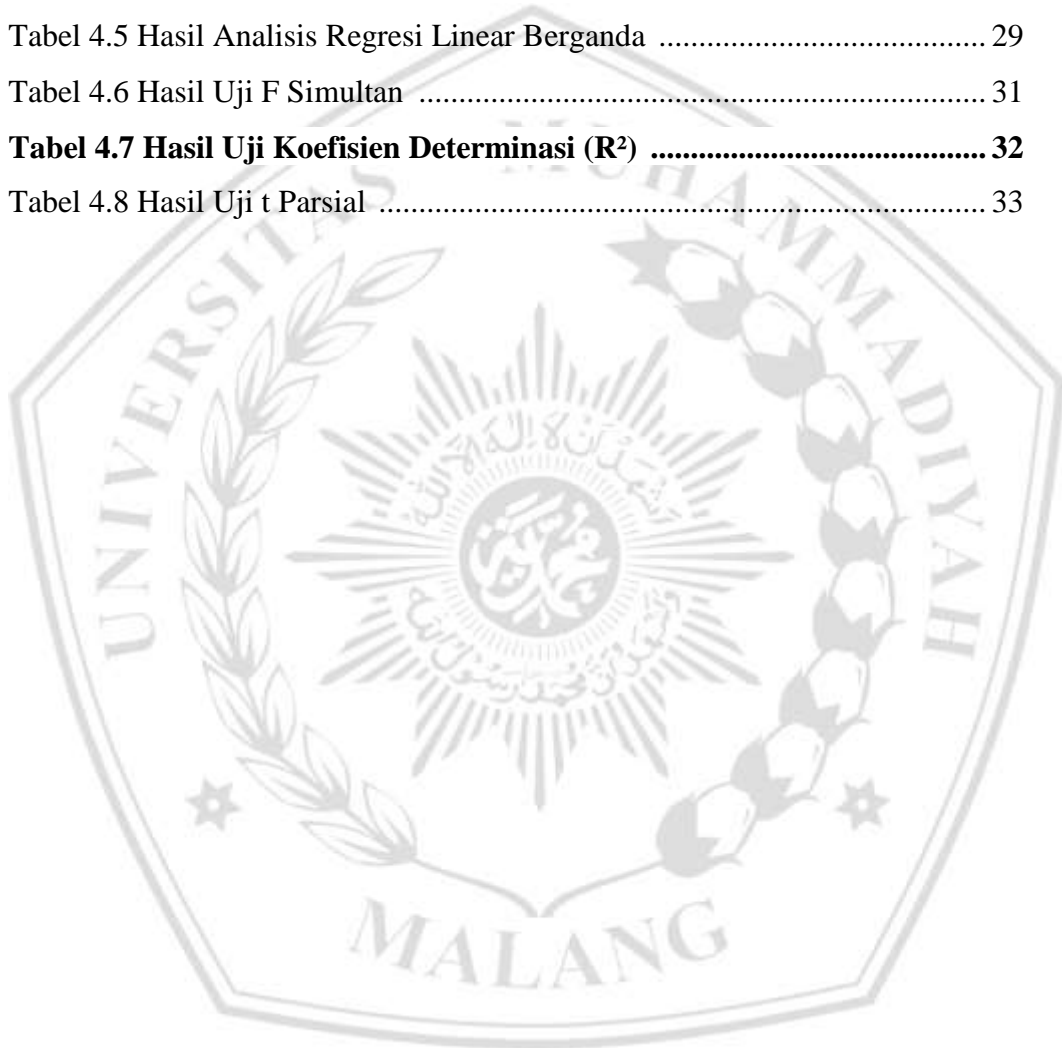 Tabel 4.5 Hasil Analisis Regresi Linear Berganda ........................................ 29
Tabel 4.6 Hasil Uji F Simultan ..................................................................... 31
Tabel 4.7 Hasil Uji Koefisien Determinasi (R²) .......................................... 32
Tabel 4.8 Hasil Uji t Parsial .......................................................................... 33
UNIVERSITAS MUHAMMADIYAH
MALANG